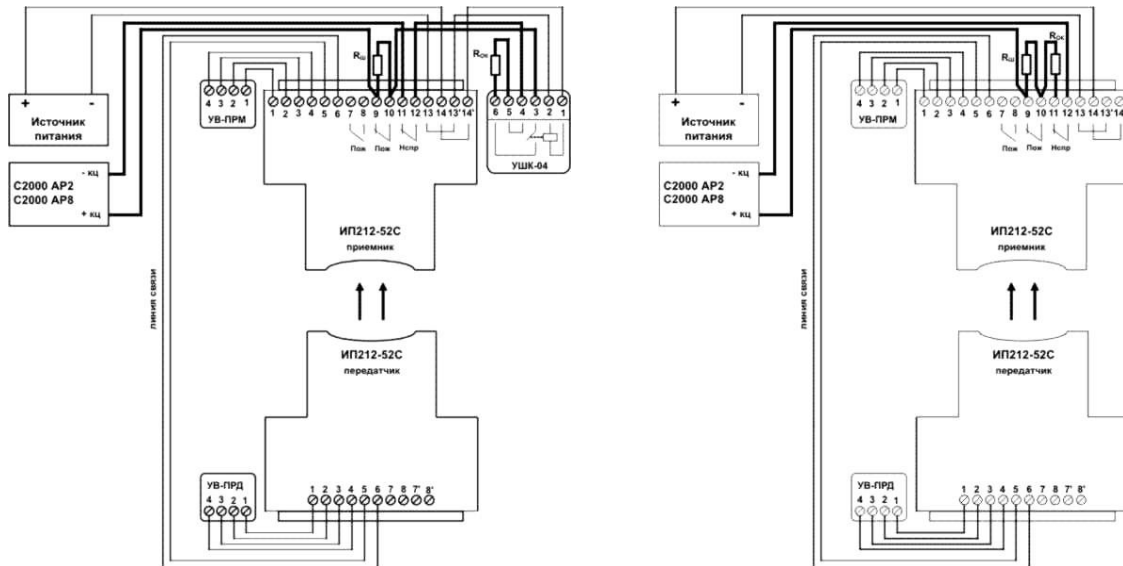 + -
Источник
питания
- кц
С2000 АР2
С2000 АР8
+ кц
4 3 2 1
УВ-ПРМ
Rш
Rок
1 2 3 4 5 6 7 8 9 10 11 12 13 14 13' 14'
Пож Пож Нспр
6 5 4 3 2 1
УШК-04
ИП212-52С
приемник
линия связи
ИП212-52С
передатчик
УВ-ПРД
4 3 2 1
1 2 3 4 5 6 7 8 7' 8'
+ -
Источник
питания
- кц
С2000 АР2
С2000 АР8
+ кц
4 3 2 1
УВ-ПРМ
Rш
Rок
1 2 3 4 5 6 7 8 9 10 11 12 13 14 13' 14
Пож Пож Нспр
ИП212-52С
приемник
линия связи
ИП212-52С
передатчик
УВ-ПРД
4 3 2 1
1 2 3 4 5 6 7 8 7' 8'